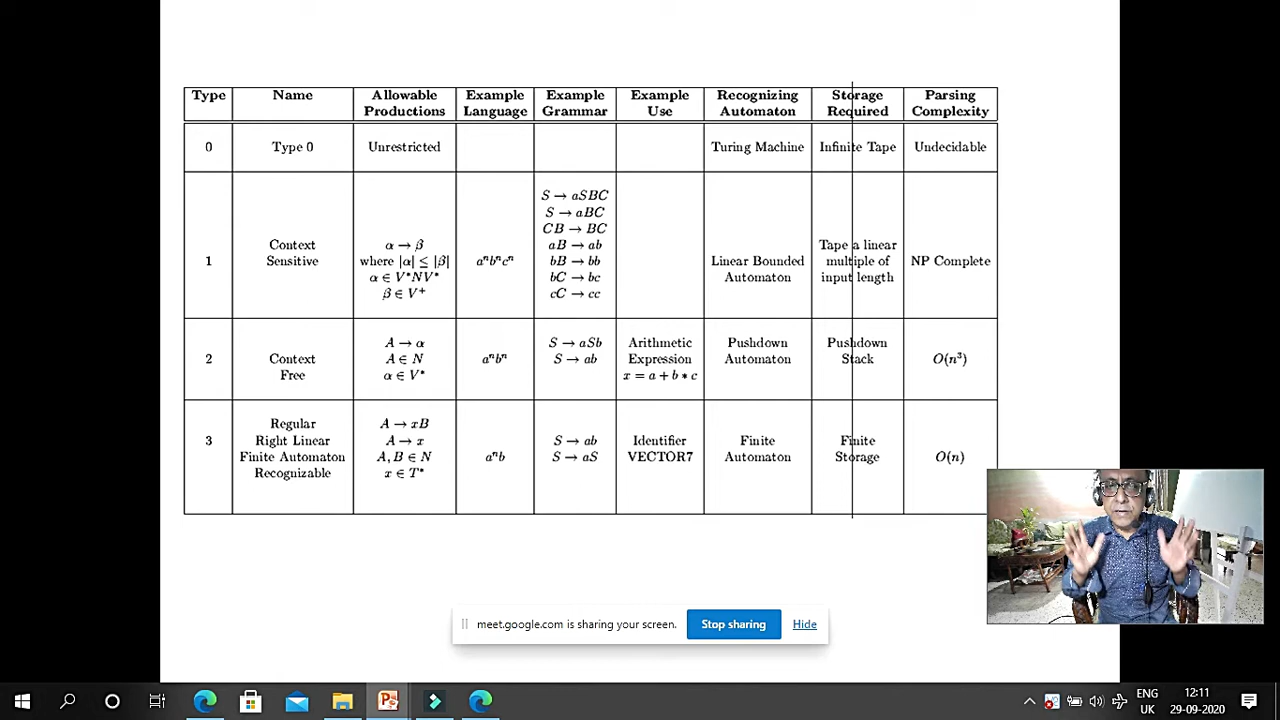 Type
Name
Allowable
Productions
Example
Language
Example
Grammar
Example
Use
Recognizing
Automaton
Storage
Required
Parsing
Complexity
0
Type 0
Unrestricted
Turing Machine
Infinite Tape
Undecidable
1
Context
Sensitive
α → β
where |α| ≤ |β|
α ∈ V*NV*
β ∈ V⁺
aⁿbⁿcⁿ
S → aSBC
S → aBC
CB → BC
aB → ab
bB → bb
bC → bc
cC → cc
Linear Bounded
Automaton
Tape a linear
multiple of
input length
NP Complete
2
Context
Free
A → α
A ∈ N
α ∈ V*
aⁿbⁿ
S → aSb
S → ab
Arithmetic
Expression
x = a + b * c
Pushdown
Automaton
Pushdown
Stack
O(n³)
3
Regular
Right Linear
Finite Automaton
Recognizable
A → xB
A → x
A, B ∈ N
x ∈ T*
aⁿb
S → ab
S → aS
Identifier
VECTOR7
Finite
Automaton
Finite
Storage
O(n)
meet.google.com is sharing your screen.
Stop sharing
Hide
ENG
UK
12:11
29-09-2020